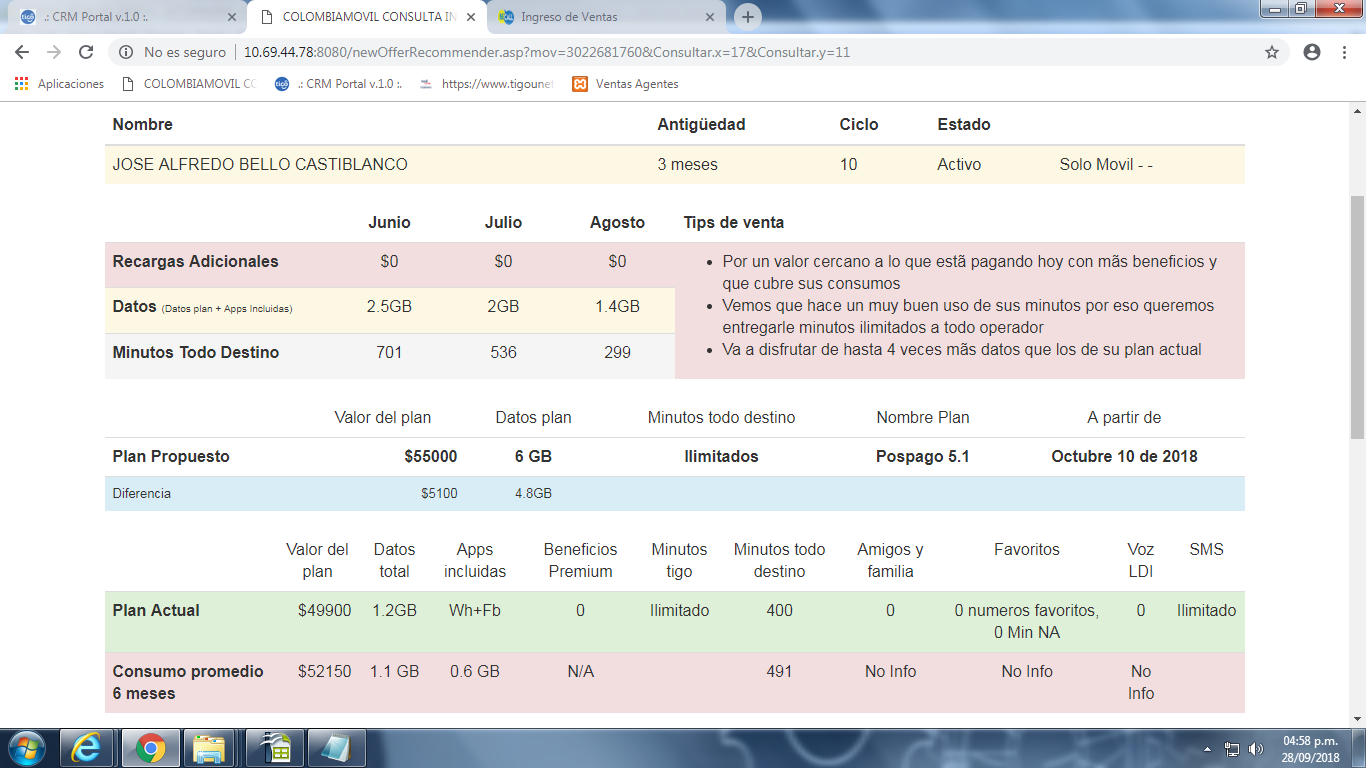 .: CRM Portal v.1.0 :.
COLOMBIAMOVIL CONSULTA IN
Ingreso de Ventas
No es seguro | 10.69.44.78:8080/newOfferRecommender.asp?mov=3022681760&Consultar.x=17&Consultar.y=11
Aplicaciones COLOMBIAMOVIL CO .: CRM Portal v.1.0 :. https://www.tigoune Ventas Agentes
Nombre Antigüedad Ciclo Estado
JOSE ALFREDO BELLO CASTIBLANCO 3 meses 10 Activo Solo Movil - -
Junio Julio Agosto Tips de venta
Recargas Adicionales $0 $0 $0
Datos (Datos plan + Apps Incluidas) 2.5GB 2GB 1.4GB
Minutos Todo Destino 701 536 299
• Por un valor cercano a lo que estã pagando hoy con mãs beneficios y
que cubre sus consumos
• Vemos que hace un muy buen uso de sus minutos por eso queremos
entregarle minutos ilimitados a todo operador
• Va a disfrutar de hasta 4 veces mãs datos que los de su plan actual
Valor del plan Datos plan Minutos todo destino Nombre Plan A partir de
Plan Propuesto $55000 6 GB Ilimitados Pospago 5.1 Octubre 10 de 2018
Diferencia $5100 4.8GB
Valor del Datos Apps Beneficios Minutos Minutos todo Amigos y Favoritos Voz SMS
plan total incluidas Premium tigo destino familia LDI
Plan Actual $49900 1.2GB Wh+Fb 0 Ilimitado 400 0 0 numeros favoritos, 0 Ilimitado
0 Min NA
Consumo promedio $52150 1.1 GB 0.6 GB N/A 491 No Info No Info No
6 meses Info
04:58 p.m.
28/09/2018